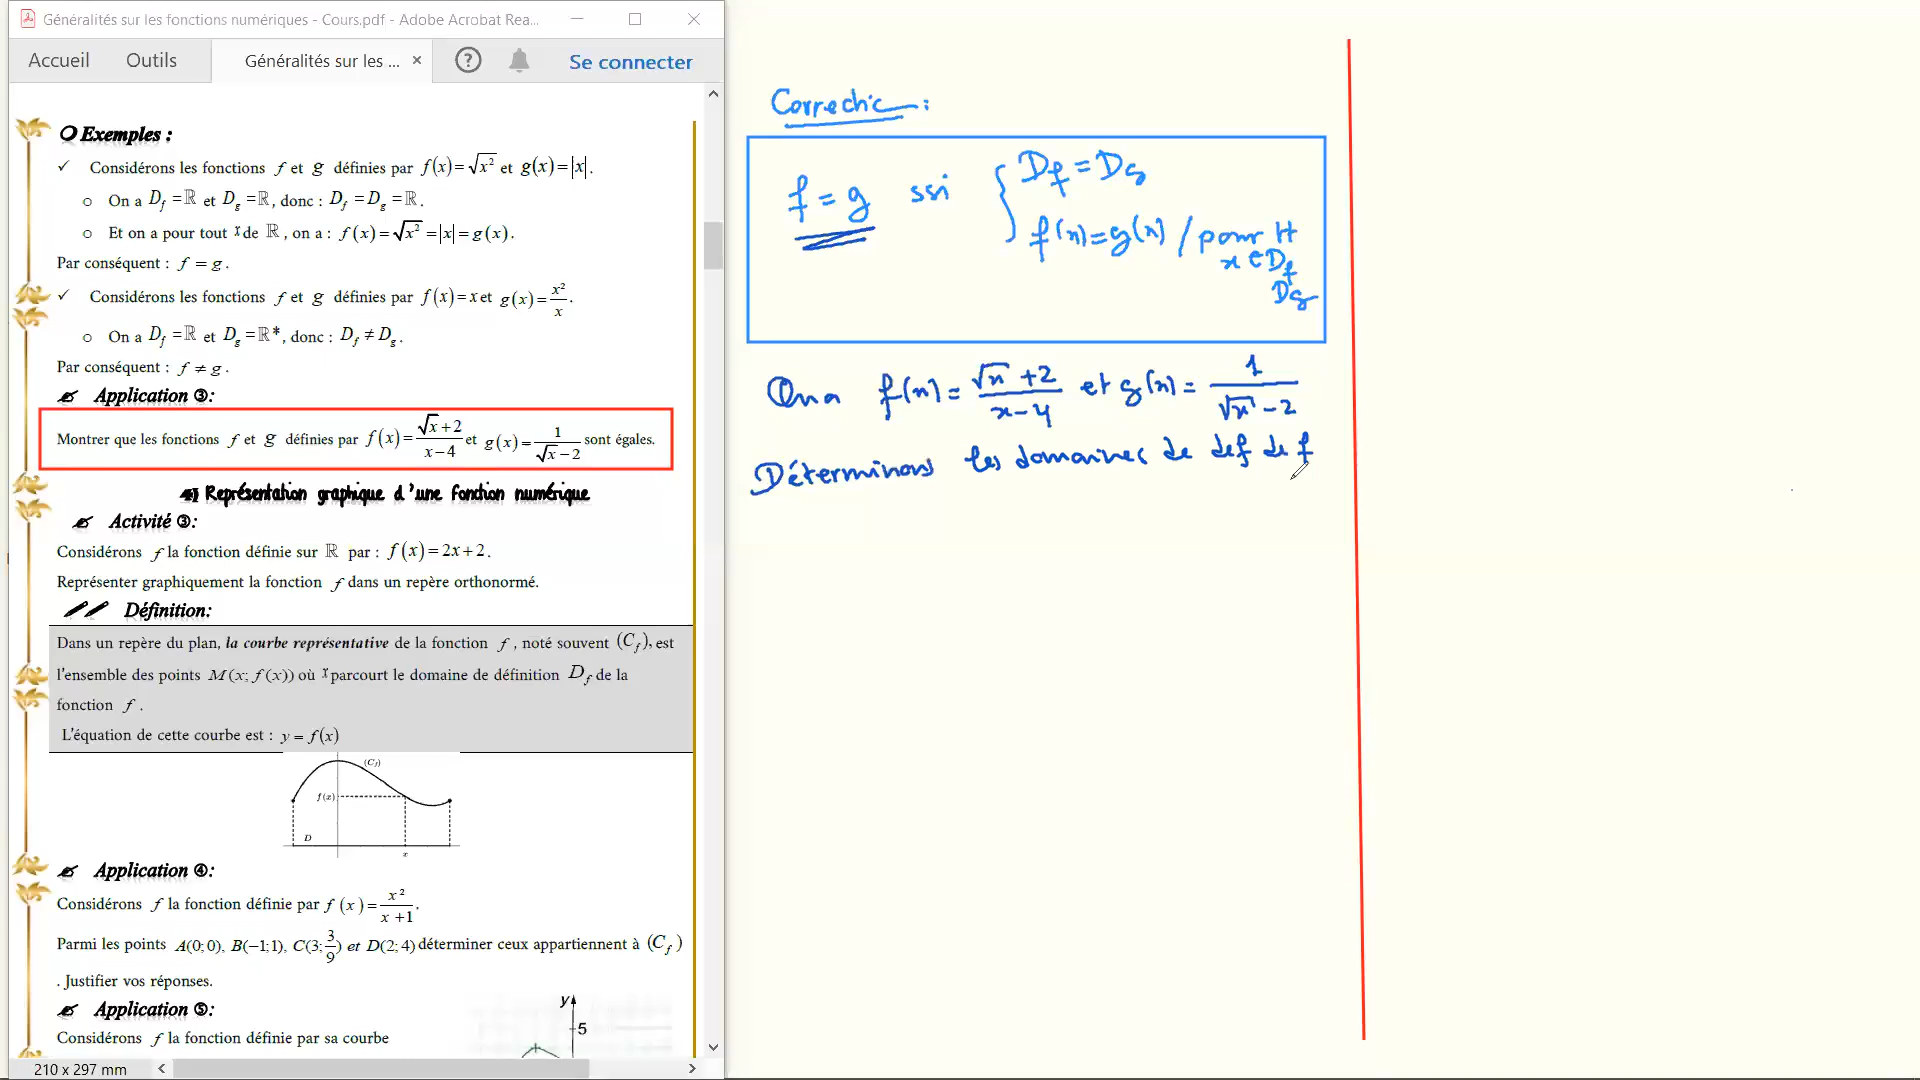 Généralités sur les fonctions numériques - Cours.pdf - Adobe Acrobat Rea...
Accueil Outils Généralités sur les ... × ? Se connecter
Exemples :
✓ Considérons les fonctions f et g définies par f(x)=√x² et g(x)=|x|.
o On a D_f =ℝ et D_g =ℝ, donc : D_f =D_g =ℝ.
o Et on a pour tout x de ℝ, on a : f(x)=√x² =|x|=g(x).
Par conséquent : f = g.
✓ Considérons les fonctions f et g définies par f(x)=x et g(x)=x²/x.
o On a D_f =ℝ et D_g =ℝ*, donc : D_f ≠ D_g.
Par conséquent : f ≠ g.
Application ③:
Montrer que les fonctions f et g définies par f(x)=(√x+2)/(x−4) et g(x)=1/(√x−2) sont égales.
4) Représentation graphique d'une fonction numérique
Activité ③:
Considérons f la fonction définie sur ℝ par : f(x)=2x+2.
Représenter graphiquement la fonction f dans un repère orthonormé.
Définition:
Dans un repère du plan, la courbe représentative de la fonction f, noté souvent (C_f), est
l'ensemble des points M(x; f(x)) où x parcourt le domaine de définition D_f de la
fonction f.
L'équation de cette courbe est : y = f(x)
(C_f)
f(x)
D
x
Application ④:
Considérons f la fonction définie par f(x)=x²/(x+1).
Parmi les points A(0;0), B(−1;1), C(3;3/9) et D(2;4) déterminer ceux appartiennent à (C_f)
. Justifier vos réponses.
Application ⑤:
Considérons f la fonction définie par sa courbe
y
5
210 x 297 mm
Correctio :
f = g ssi { D_f = D_g
f(x)=g(x) / pour tt
x ∈ D_f
D_g
On a f(x)= (√x +2)/(x−4) et g(x)= 1/(√x −2)
Déterminons les domaines de def de f